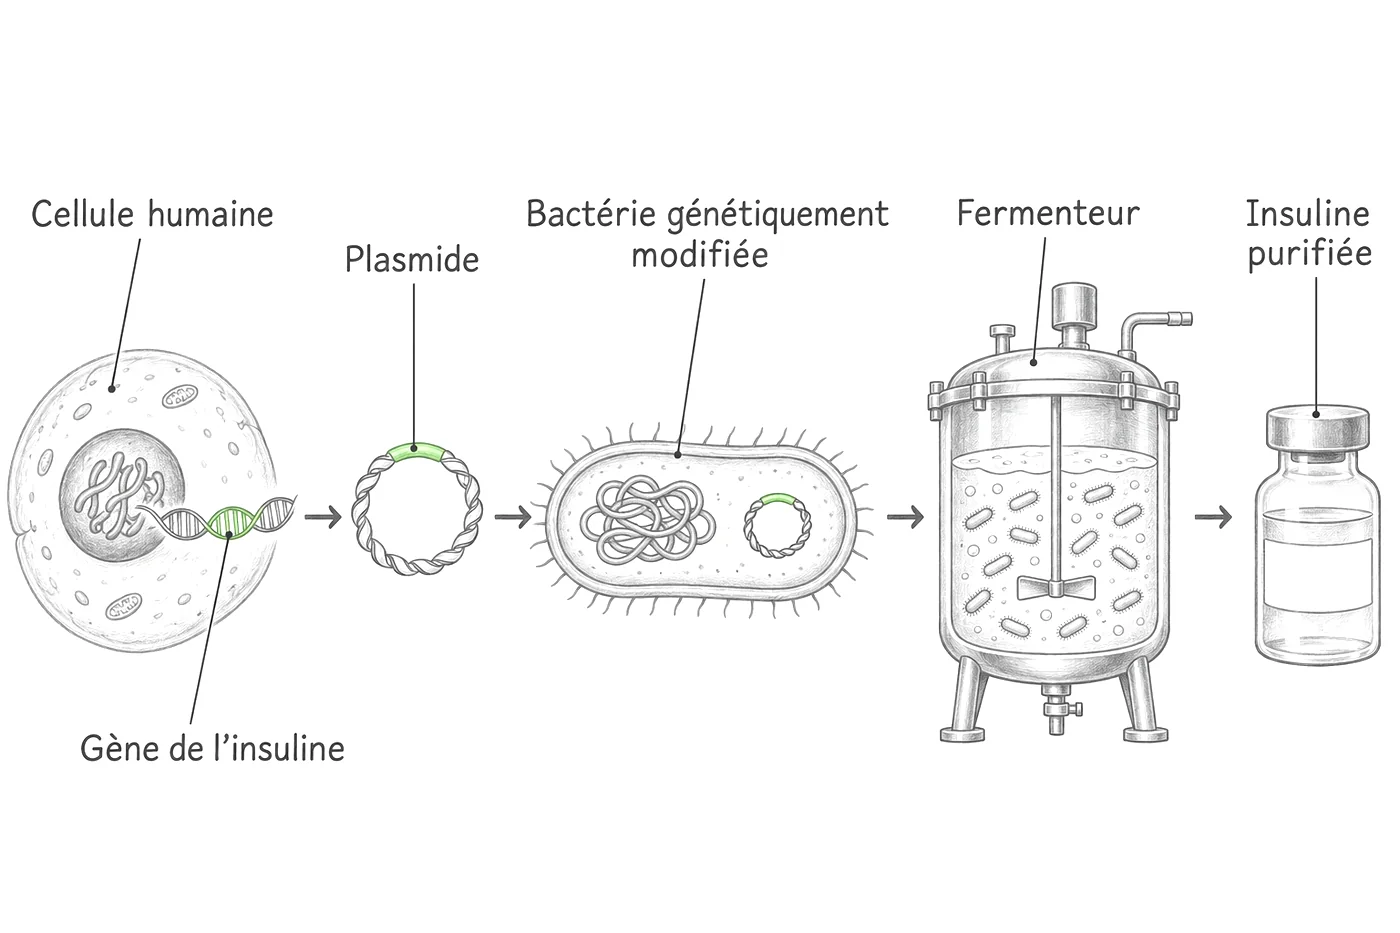 Cellule humaine
Plasmide
Bactérie génétiquement
modifiée
Fermenteur
Insuline
purifiée
Gène de l'insuline